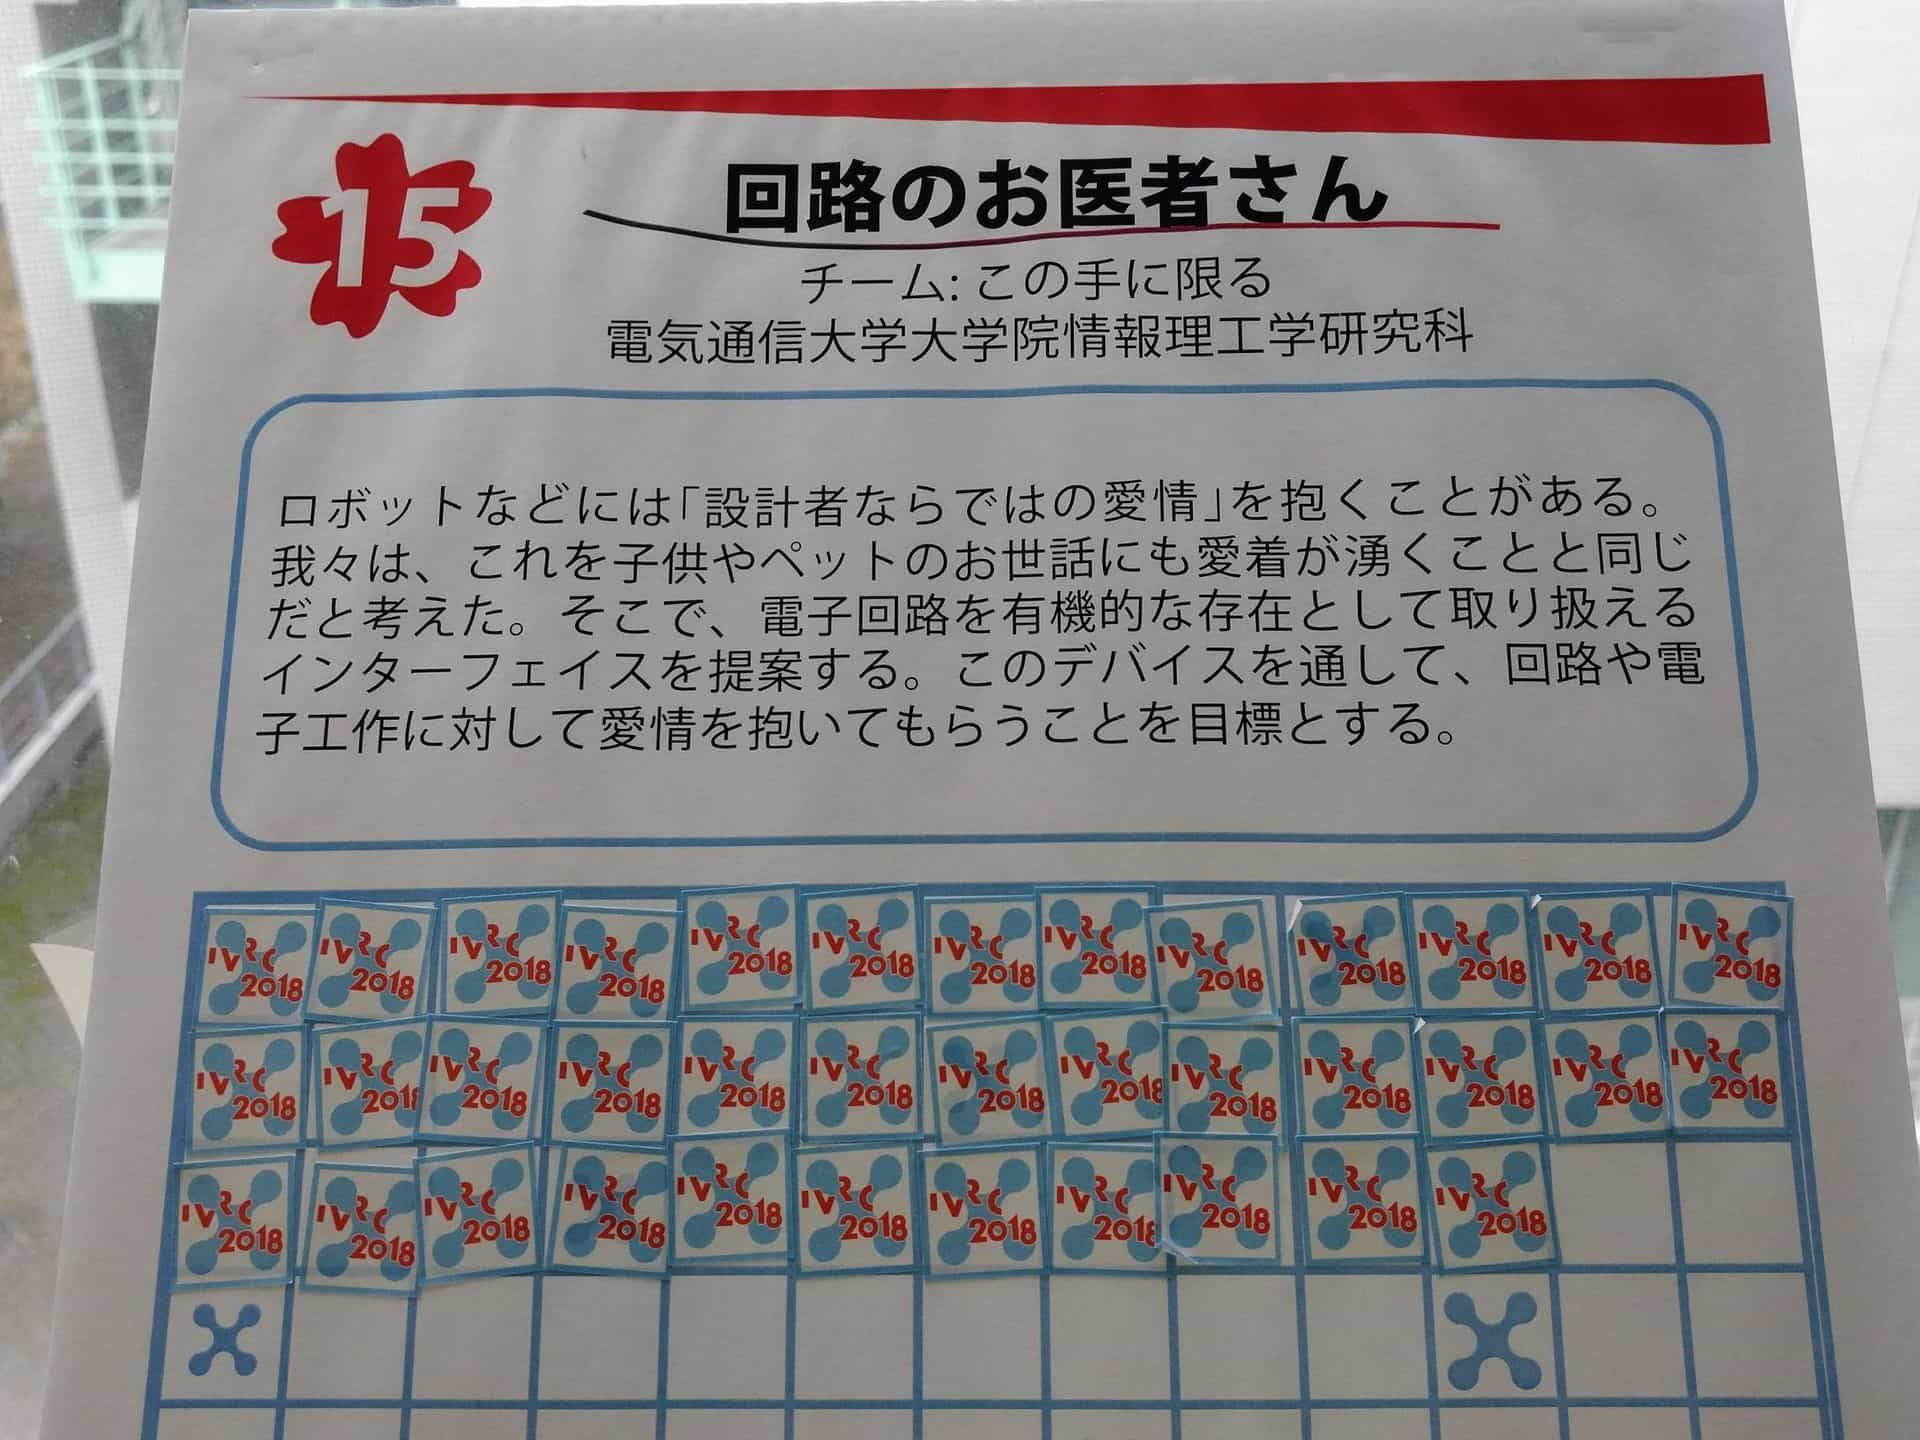 15
回路のお医者さん
チーム: この手に限る
電気通信大学大学院情報理工学研究科
ロボットなどには「設計者ならではの愛情」を抱くことがある。
我々は、これを子供やペットのお世話にも愛着が湧くことと同じ
だと考えた。そこで、電子回路を有機的な存在として取り扱える
インターフェイスを提案する。このデバイスを通して、回路や電
子工作に対して愛情を抱いてもらうことを目標とする。
IVRC 2018 IVRC 2018 IVRC 2018 IVRC 2018 IVRC 2018 IVRC 2018 IVRC 2018 IVRC 2018 IVRC 2018 IVRC 2018 IVRC 2018 IVRC 2018 IVRC 2018
IVRC 2018 IVRC 2018 IVRC 2018 IVRC 2018 IVRC 2018 IVRC 2018 IVRC 2018 IVRC 2018 IVRC 2018 IVRC 2018 IVRC 2018 IVRC 2018 IVRC 2018
IVRC 2018 IVRC 2018 IVRC 2018 IVRC 2018 IVRC 2018 IVRC 2018 IVRC 2018 IVRC 2018 IVRC 2018 IVRC 2018 IVRC 2018